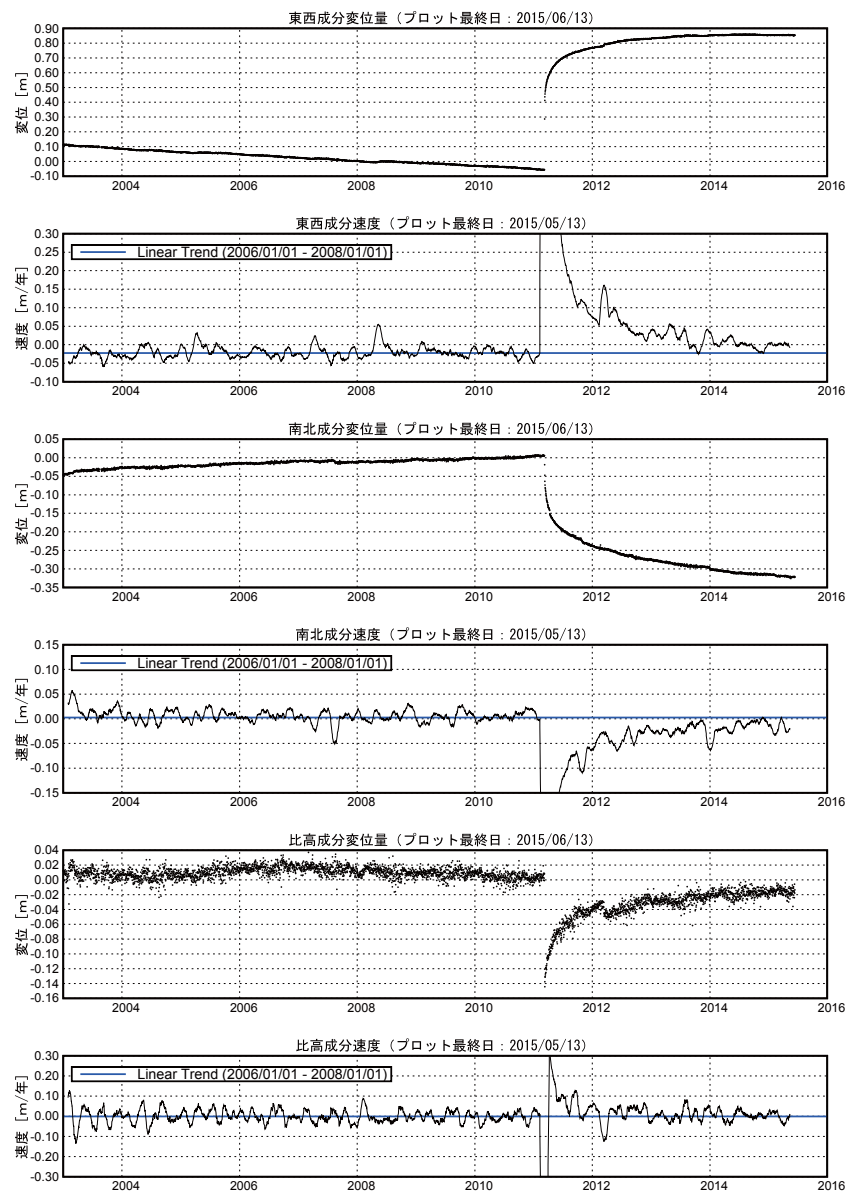 東西成分変位量（プロット最終日：2015/06/13）
変位 [m]
0.90
0.80
0.70
0.60
0.50
0.40
0.30
0.20
0.10
0.00
-0.10
2004 2006 2008 2010 2012 2014 2016
東西成分速度（プロット最終日：2015/05/13）
速度 [m/年]
0.30
0.25
0.20
0.15
0.10
0.05
0.00
-0.05
-0.10
Linear Trend (2006/01/01 - 2008/01/01)
2004 2006 2008 2010 2012 2014 2016
南北成分変位量（プロット最終日：2015/06/13）
変位 [m]
0.05
0.00
-0.05
-0.10
-0.15
-0.20
-0.25
-0.30
-0.35
2004 2006 2008 2010 2012 2014 2016
南北成分速度（プロット最終日：2015/05/13）
速度 [m/年]
0.15
0.10
0.05
0.00
-0.05
-0.10
-0.15
Linear Trend (2006/01/01 - 2008/01/01)
2004 2006 2008 2010 2012 2014 2016
比高成分変位量（プロット最終日：2015/06/13）
変位 [m]
0.04
0.02
0.00
-0.02
-0.04
-0.06
-0.08
-0.10
-0.12
-0.14
-0.16
2004 2006 2008 2010 2012 2014 2016
比高成分速度（プロット最終日：2015/05/13）
速度 [m/年]
0.30
0.20
0.10
0.00
-0.10
-0.20
-0.30
Linear Trend (2006/01/01 - 2008/01/01)
2004 2006 2008 2010 2012 2014 2016